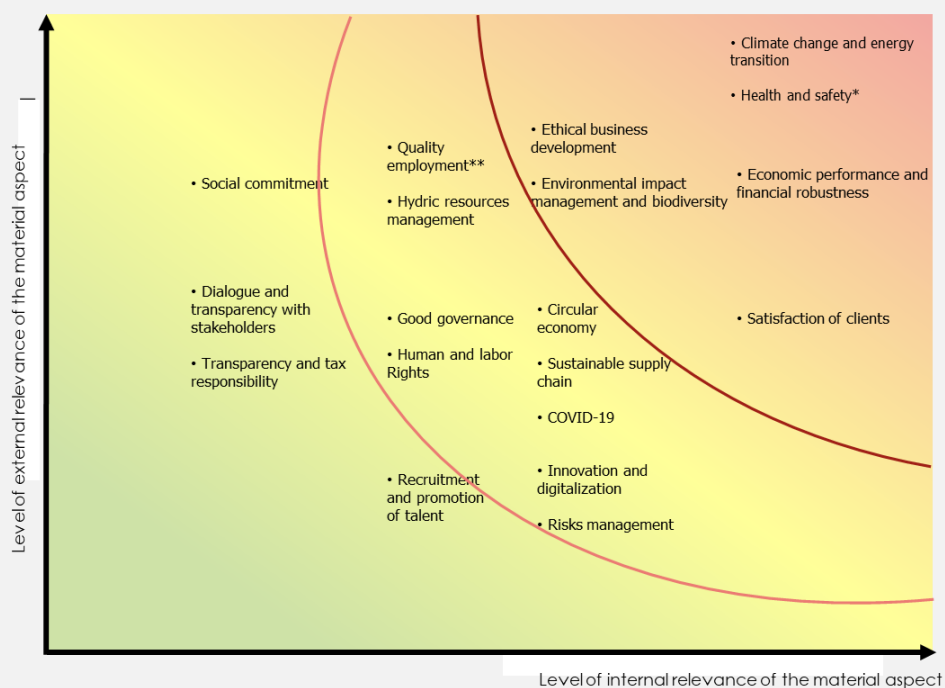 Level of external relevance of the material aspect
• Climate change and energy
transition
• Health and safety*
• Ethical business
development
• Environmental impact
management and biodiversity
• Economic performance and
financial robustness
• Quality
employment**
• Hydric resources
management
• Social commitment
• Dialogue and
transparency with
stakeholders
• Transparency and tax
responsibility
• Good governance
• Human and labor
Rights
• Circular
economy
• Sustainable supply
chain
• COVID-19
• Satisfaction of clients
• Recruitment
and promotion
of talent
• Innovation and
digitalization
• Risks management
Level of internal relevance of the material aspect